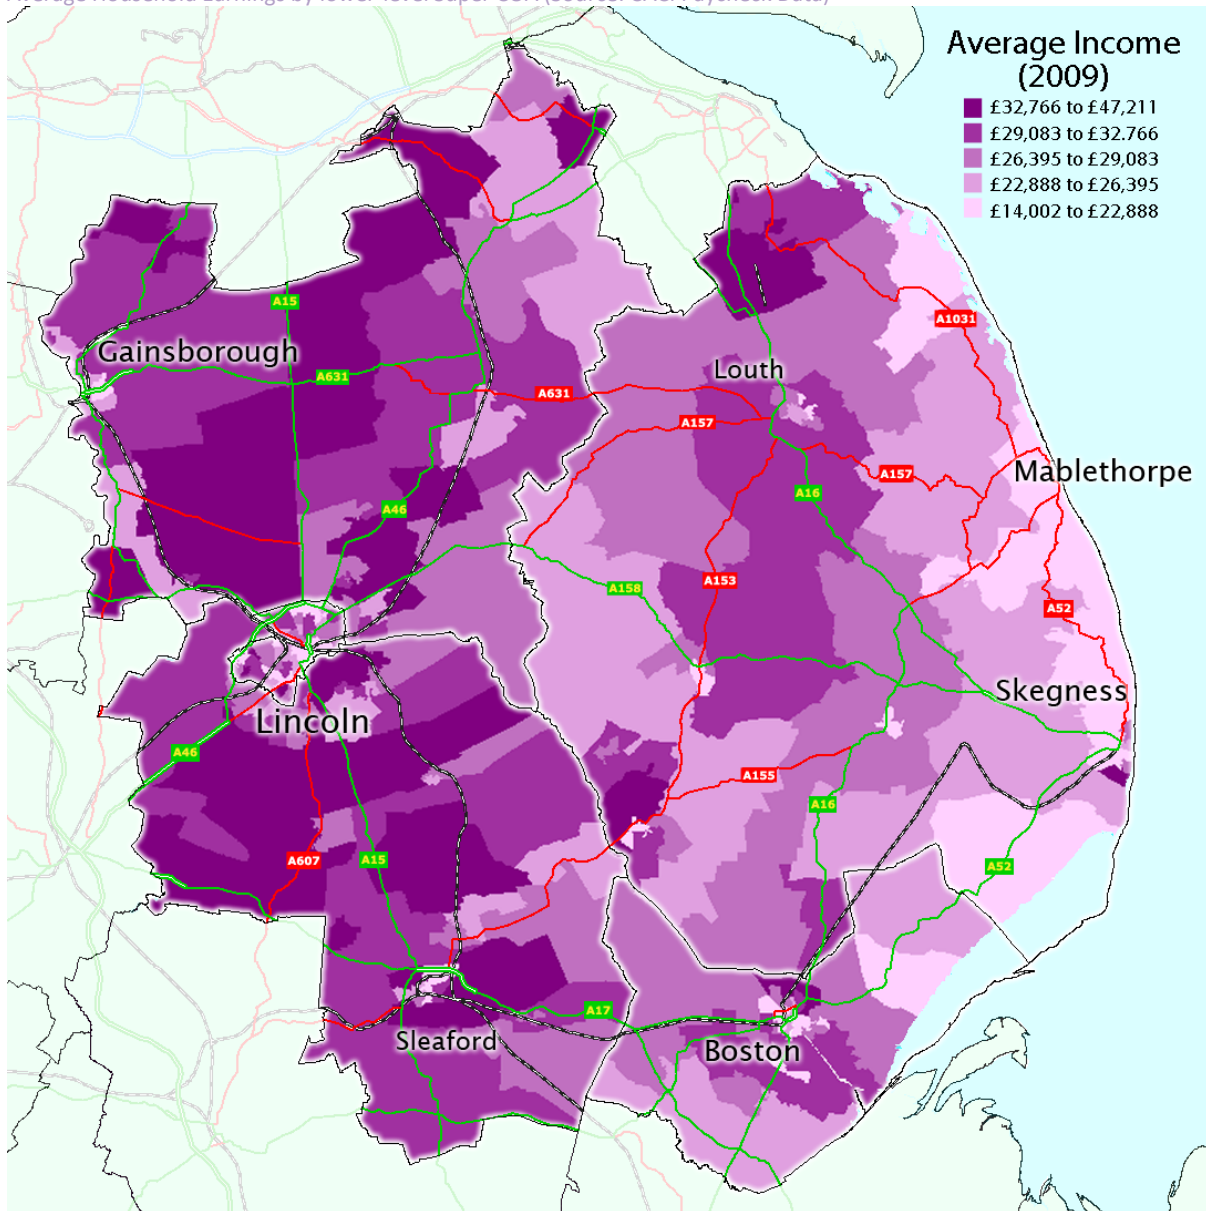 Average Income
(2009)
£32,766 to £47,211
£29,083 to £32.766
£26,395 to £29,083
£22,888 to £26,395
£14,002 to £22,888
A15
A1031
Gainsborough
A631
Louth
A631
A157
Mablethorpe
A157
A16
A46
A153
A158
A52
Skegness
Lincoln
A46
A155
A16
A607
A15
A52
A17
Sleaford
Boston